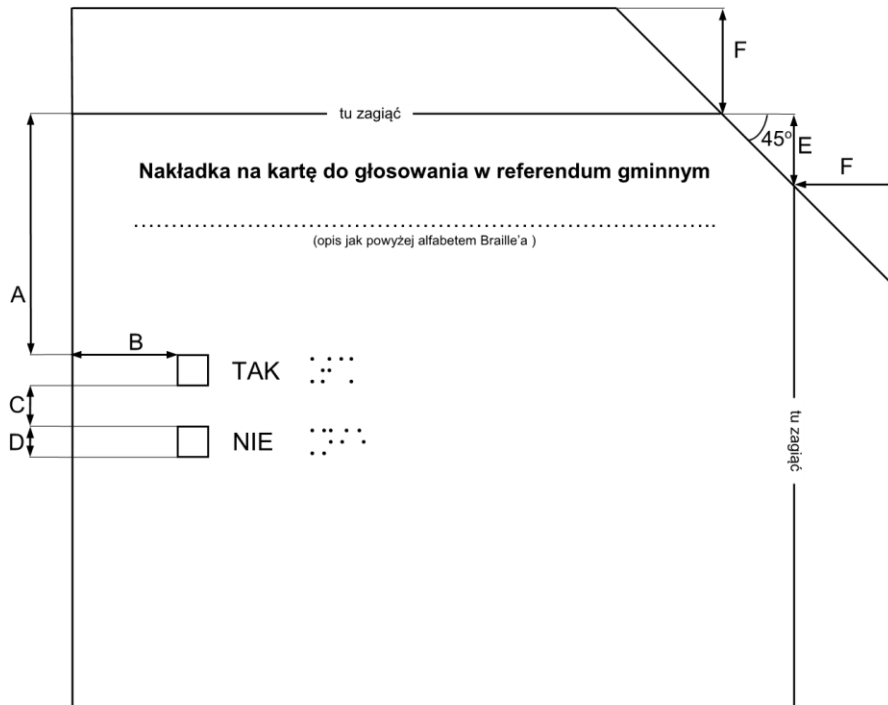 F
tu zagiąć
45°
E
Nakładka na kartę do głosowania w referendum gminnym
F
(opis jak powyżej alfabetem Braille'a )
A
B
TAK
C
tu zagiąć
D
NIE